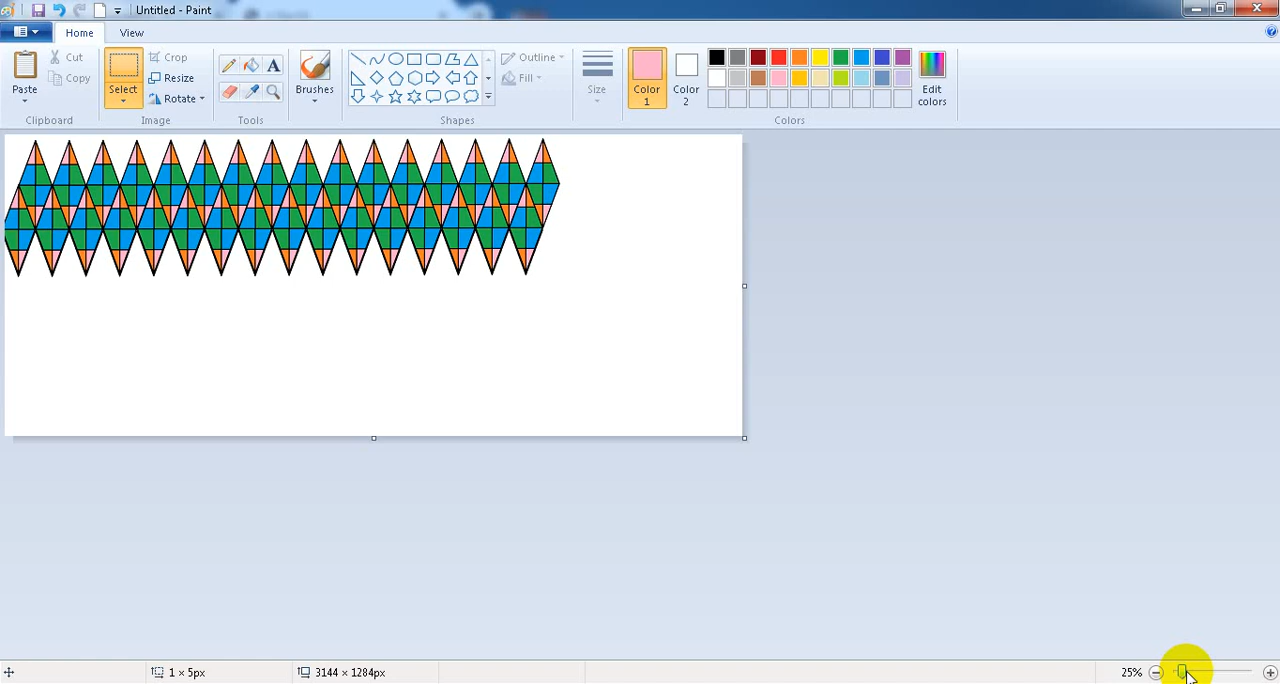 Untitled - Paint
Home View
Paste
Cut
Copy
Clipboard
Select
Crop
Resize
Rotate
Image
A
Tools
Brushes
Shapes
Outline
Fill
Size
Color 1
Color 2
Edit colors
Colors
1 × 5px
3144 × 1284px
25%